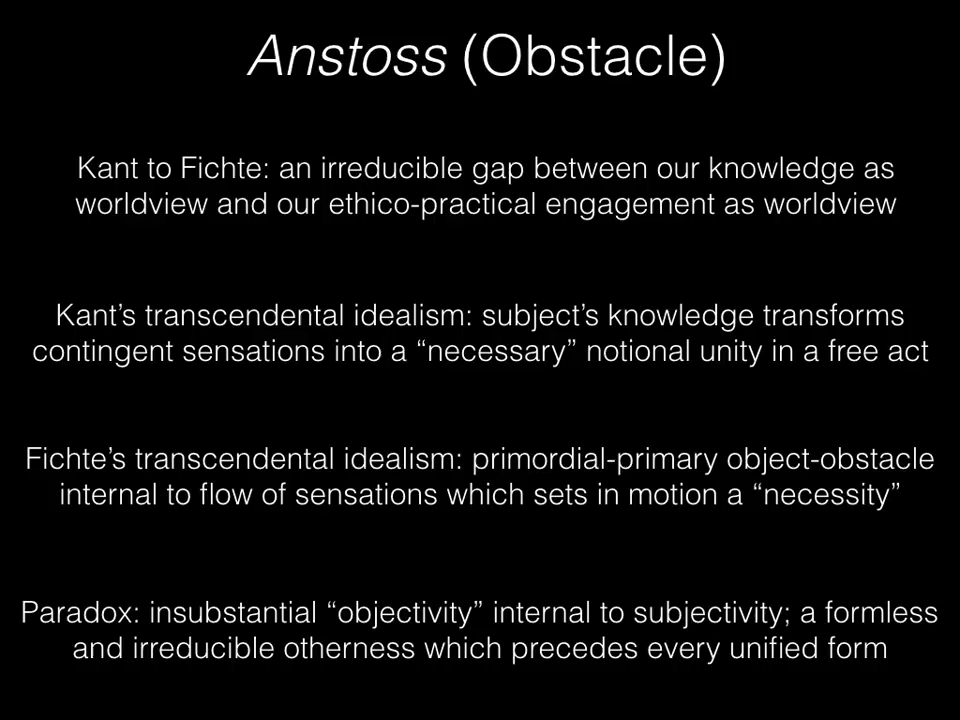 Anstoss (Obstacle)
Kant to Fichte: an irreducible gap between our knowledge as
worldview and our ethico-practical engagement as worldview
Kant’s transcendental idealism: subject’s knowledge transforms
contingent sensations into a “necessary” notional unity in a free act
Fichte’s transcendental idealism: primordial-primary object-obstacle
internal to flow of sensations which sets in motion a “necessity”
Paradox: insubstantial “objectivity” internal to subjectivity; a formless
and irreducible otherness which precedes every unified form